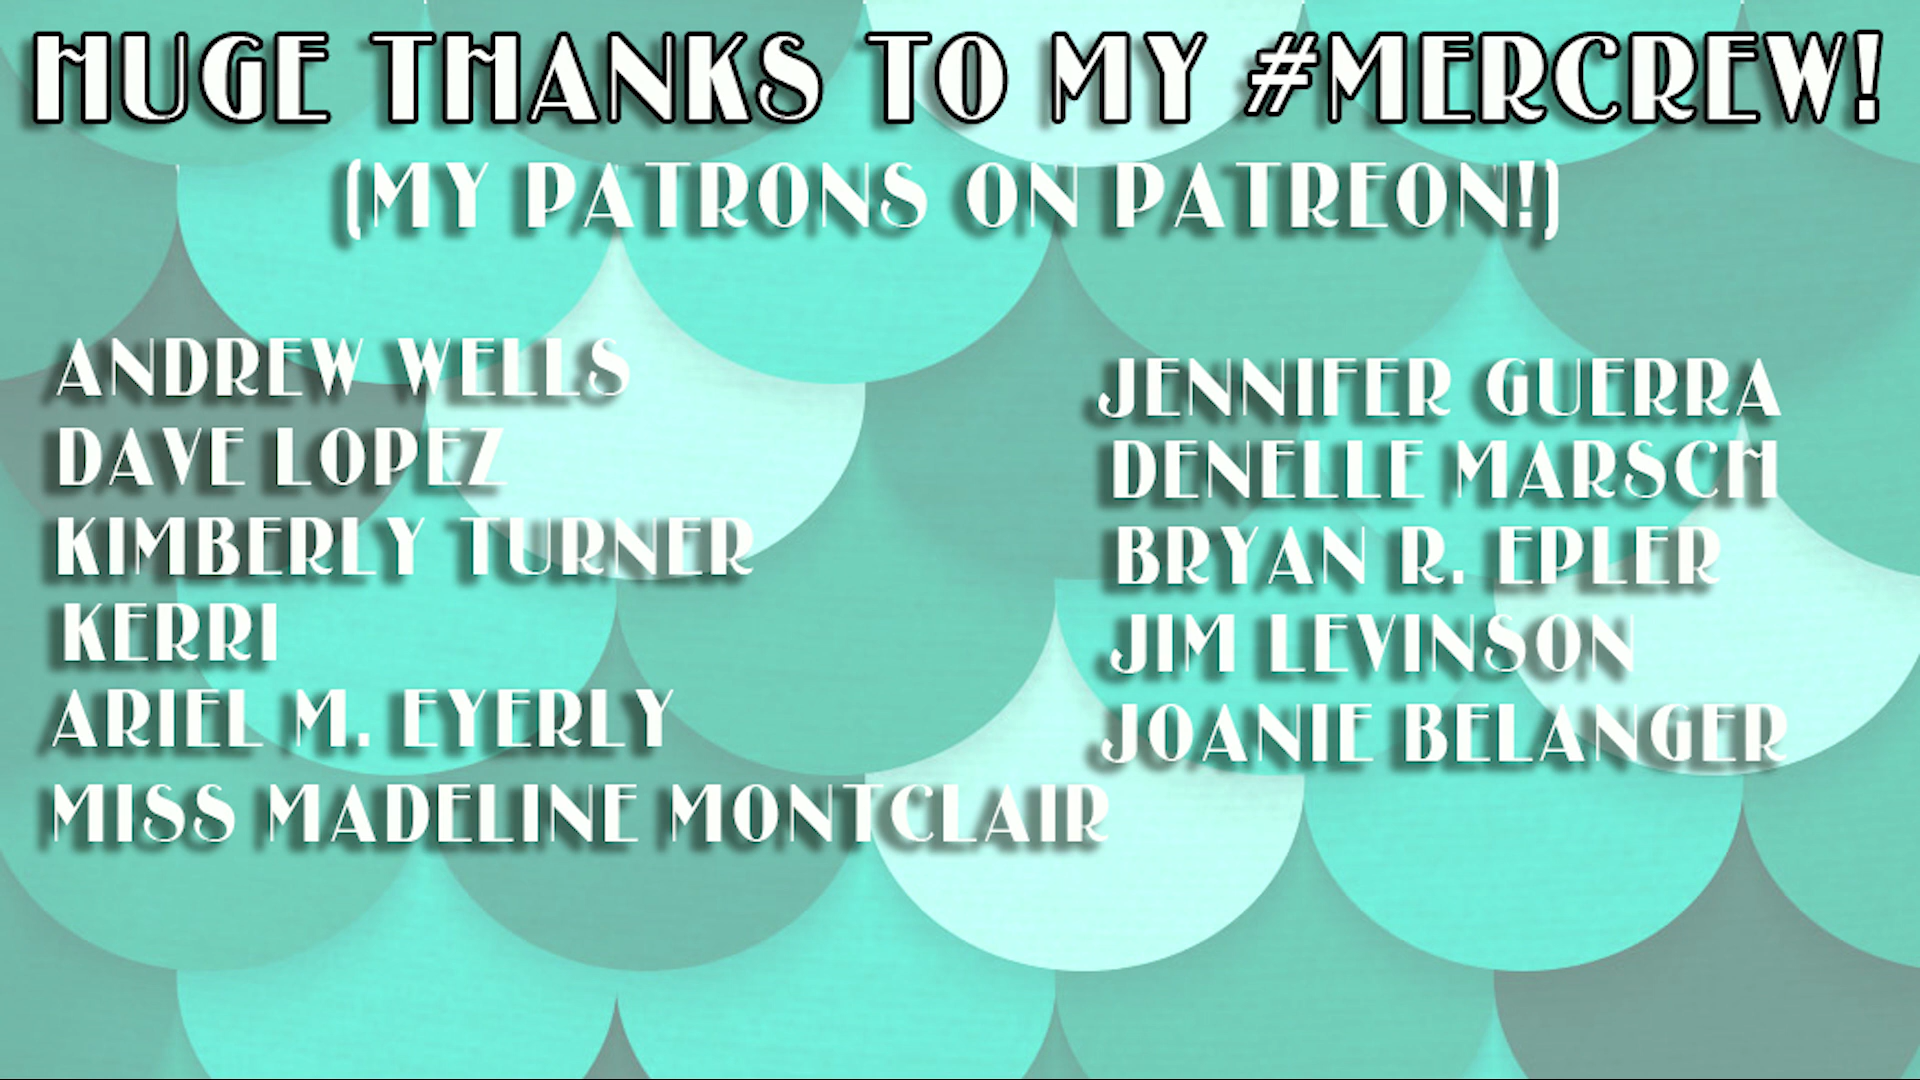 HUGE THANKS TO MY #MERCREW!
(MY PATRONS ON PATREON!)
ANDREW WELLS
DAVE LOPEZ
KIMBERLY TURNER
KERRI
ARIEL M. EYERLY
MISS MADELINE MONTCLAIR
JENNIFER GUERRA
DENELLE MARSCH
BRYAN R. EPLER
JIM LEVINSON
JOANIE BELANGER